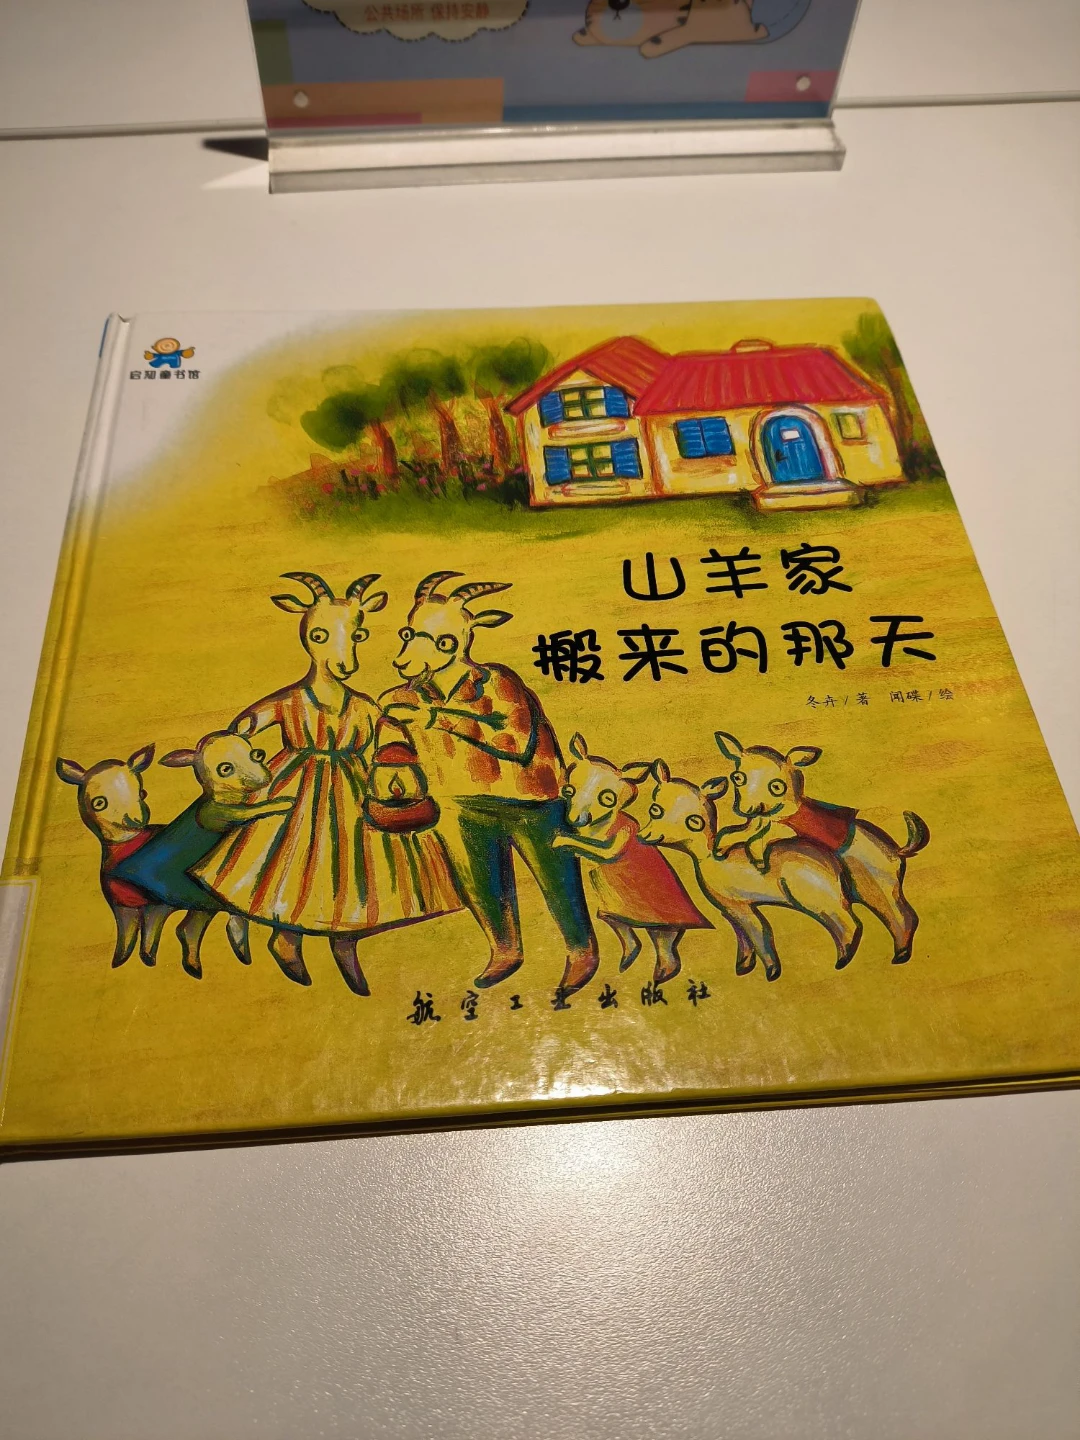 公共场所 保持安静
启知童书馆
山羊家
搬来的那天
冬卉/著 闻碟/绘
航空工业出版社